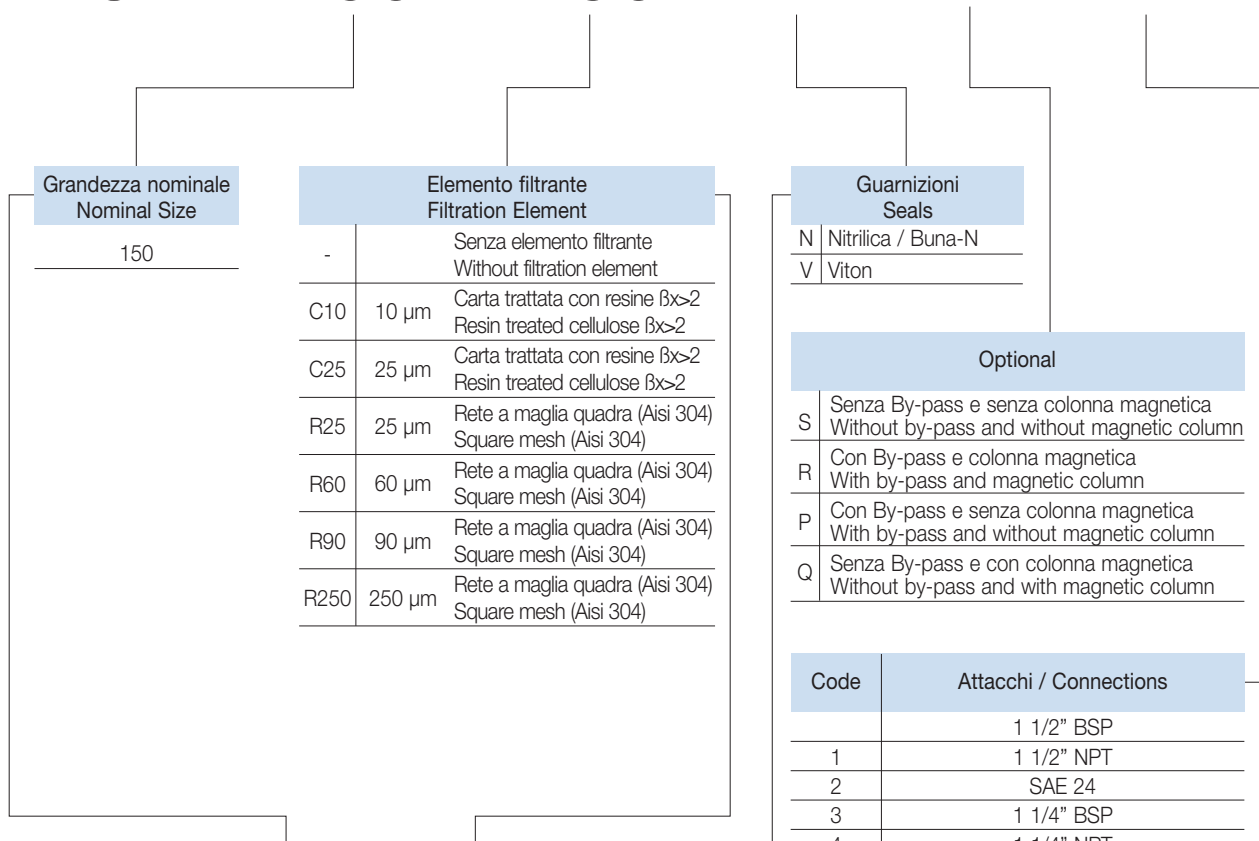 Grandezza nominale
Nominal Size
150
Elemento filtrante
Filtration Element
- Senza elemento filtrante
Without filtration element
C10 10 µm Carta trattata con resine ßx>2
Resin treated cellulose ßx>2
C25 25 µm Carta trattata con resine ßx>2
Resin treated cellulose ßx>2
R25 25 µm Rete a maglia quadra (Aisi 304)
Square mesh (Aisi 304)
R60 60 µm Rete a maglia quadra (Aisi 304)
Square mesh (Aisi 304)
R90 90 µm Rete a maglia quadra (Aisi 304)
Square mesh (Aisi 304)
R250 250 µm Rete a maglia quadra (Aisi 304)
Square mesh (Aisi 304)
Guarnizioni
Seals
N Nitrilica / Buna-N
V Viton
Optional
S Senza By-pass e senza colonna magnetica
Without by-pass and without magnetic column
R Con By-pass e colonna magnetica
With by-pass and magnetic column
P Con By-pass e senza colonna magnetica
With by-pass and without magnetic column
Q Senza By-pass e con colonna magnetica
Without by-pass and with magnetic column
Code Attacchi / Connections
1 1/2” BSP
1 1 1/2” NPT
2 SAE 24
3 1 1/4” BSP
4 1 1/4” NPT